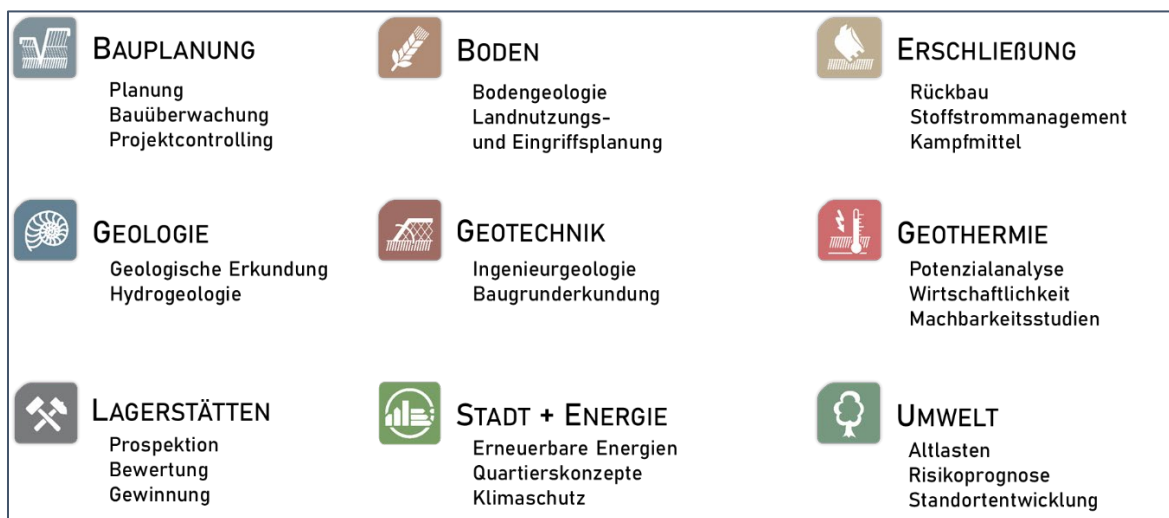 BAUPLANUNG
Planung
Bauüberwachung
Projektcontrolling
BODEN
Bodengeologie
Landnutzungs-
und Eingriffsplanung
ERSCHLIEßUNG
Rückbau
Stoffstrommanagement
Kampfmittel
GEOLOGIE
Geologische Erkundung
Hydrogeologie
GEOTECHNIK
Ingenieurgeologie
Baugrunderkundung
GEOTHERMIE
Potenzialanalyse
Wirtschaftlichkeit
Machbarkeitsstudien
LAGERSTÄTTEN
Prospektion
Bewertung
Gewinnung
STADT + ENERGIE
Erneuerbare Energien
Quartierskonzepte
Klimaschutz
UMWELT
Altlasten
Risikoprognose
Standortentwicklung